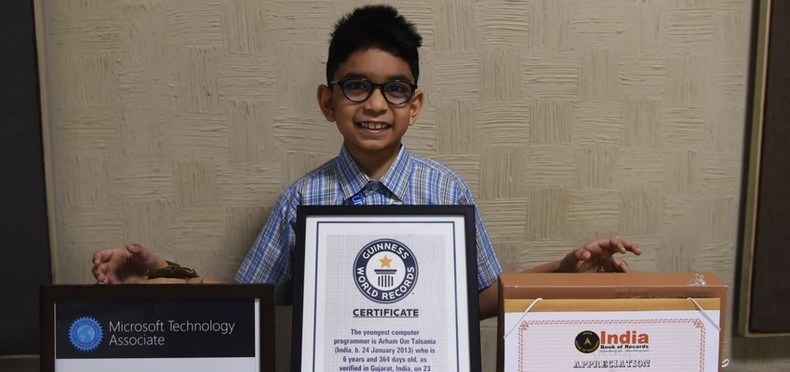 Microsoft Technology
Associate
GUINNESS
WORLD RECORDS
CERTIFICATE
The youngest computer
programmer is Arham Om Talsania
(India, b. 24 January 2013) who is
6 years and 364 days old, as
verified in Gujarat, India, on 23
India
Book of Records
APPRECIATION